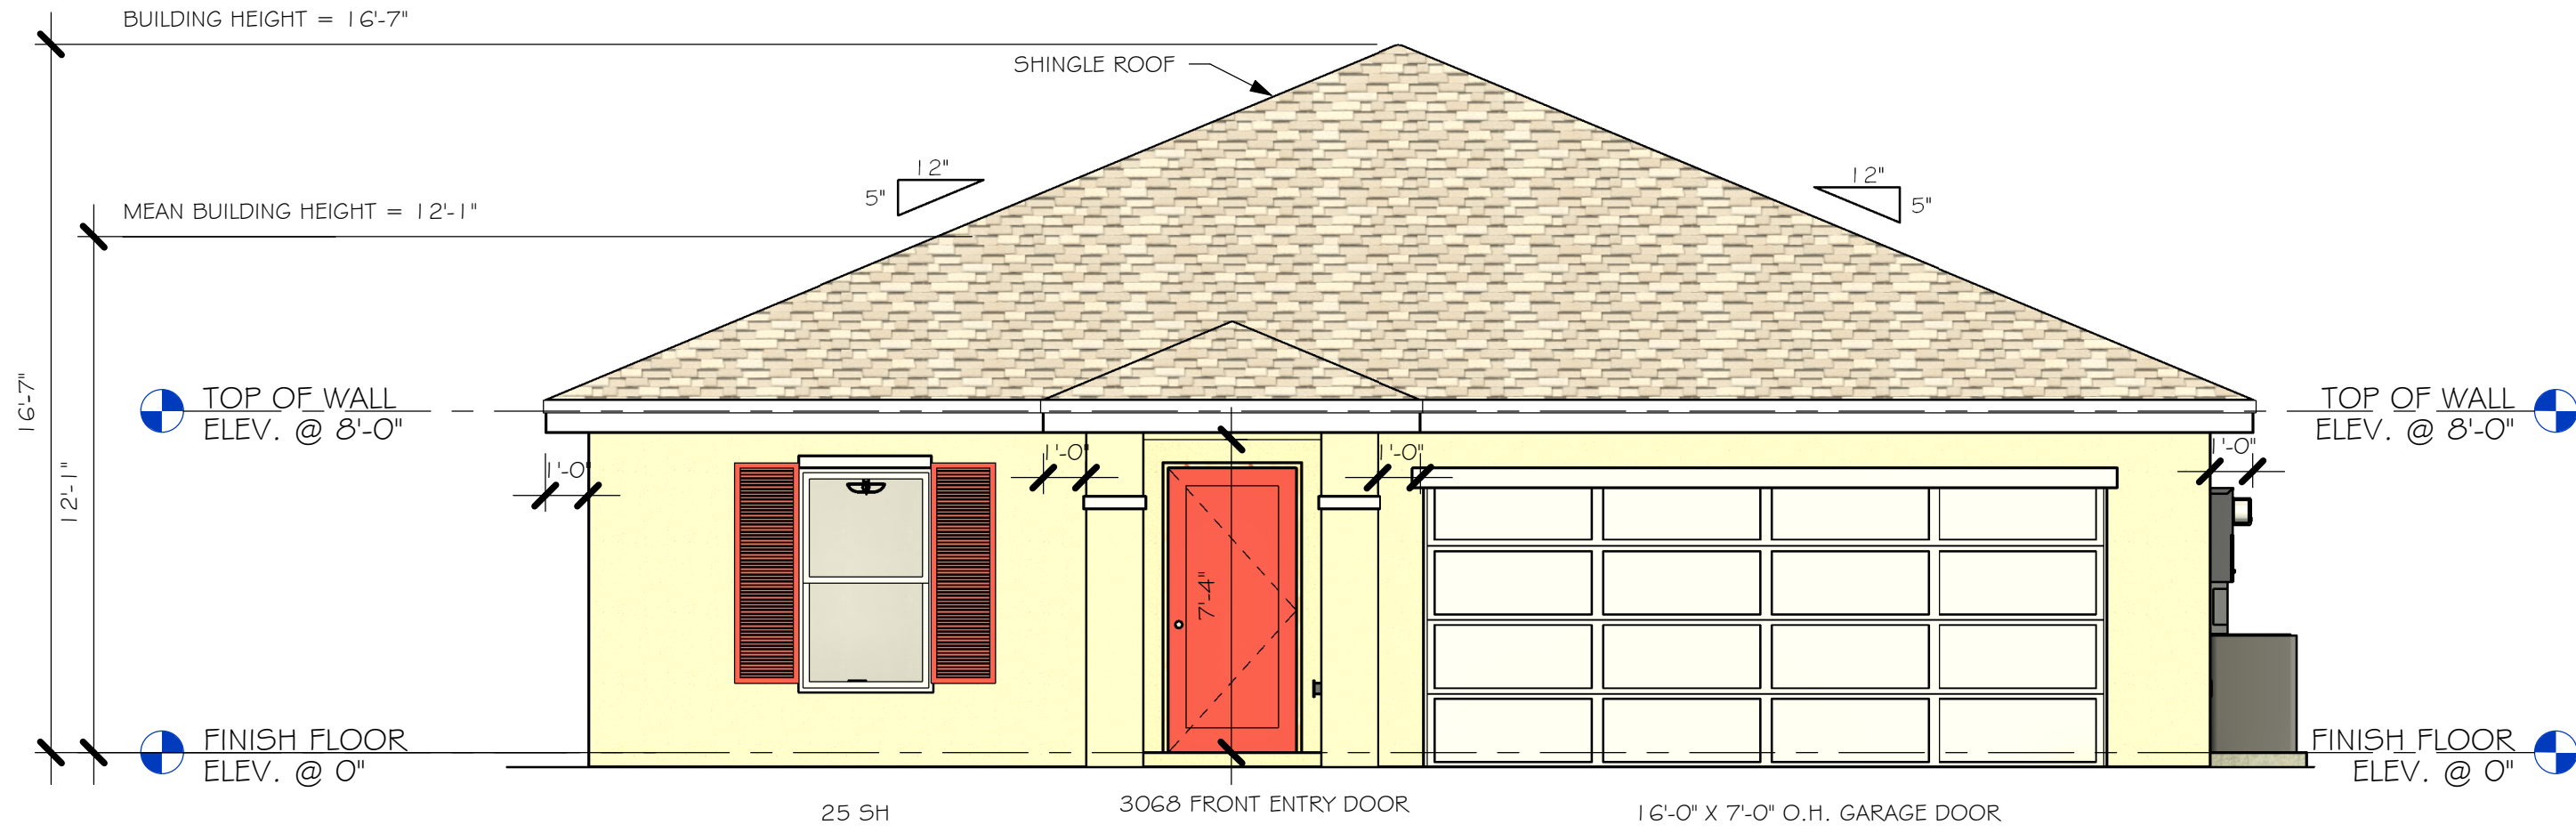 BUILDING HEIGHT = 16'-7"
SHINGLE ROOF
12"
5"
12"
5"
MEAN BUILDING HEIGHT = 12'-1"
16'-7"
12'-1"
TOP OF WALL
ELEV. @ 8'-0"
TOP OF WALL
ELEV. @ 8'-0"
1'-0"
1'-0"
1'-0"
1'-0"
7'-4"
FINISH FLOOR
ELEV. @ 0"
FINISH FLOOR
ELEV. @ 0"
25 SH
3068 FRONT ENTRY DOOR
16'-0" X 7'-0" O.H. GARAGE DOOR